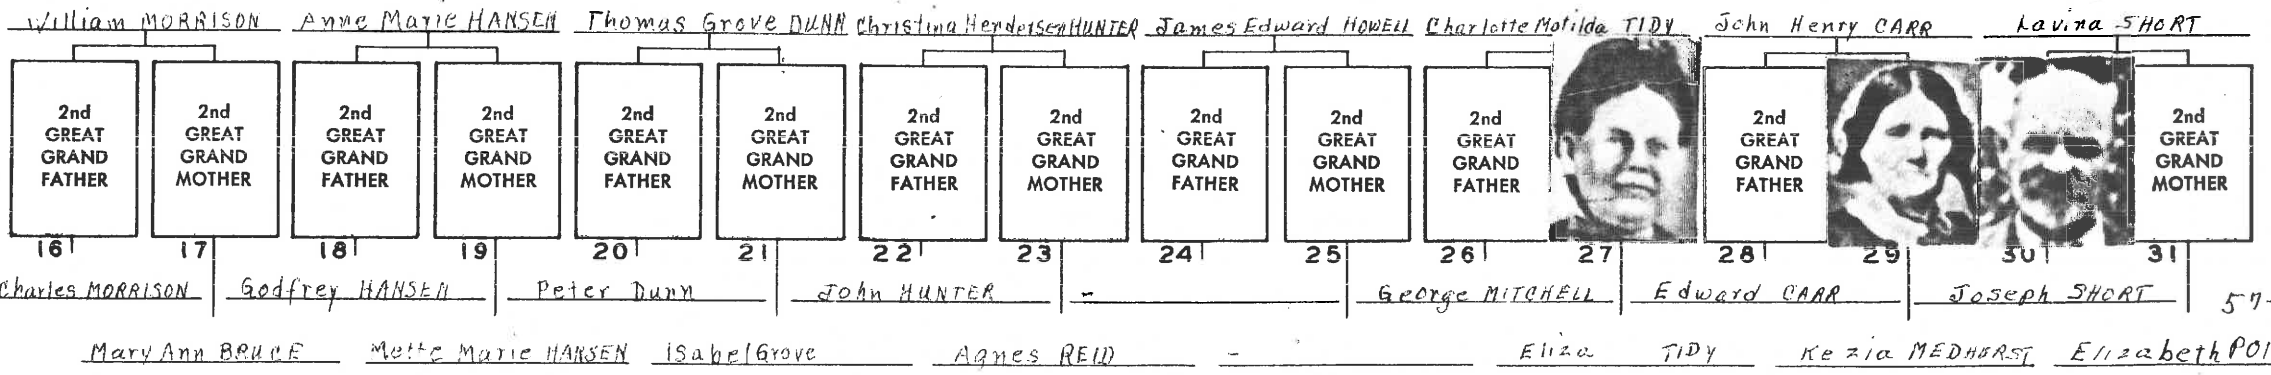 William MORRISON Anne Marie HANSEN Thomas Grove DUNN Christina Hendersen HUNTER James Edward HOWELL Charlotte Matilda TIDY John Henry CARR Lavina SHORT
2nd 2nd 2nd 2nd 2nd 2nd 2nd 2nd 2nd 2nd 2nd 2nd 2nd
GREAT GREAT GREAT GREAT GREAT GREAT GREAT GREAT GREAT GREAT GREAT GREAT GREAT
GRAND GRAND GRAND GRAND GRAND GRAND GRAND GRAND GRAND GRAND GRAND GRAND GRAND
FATHER MOTHER FATHER MOTHER FATHER MOTHER FATHER MOTHER FATHER MOTHER FATHER FATHER MOTHER
16 17 18 19 20 21 22 23 24 25 26 27 28 29 30 31
Charles MORRISON Godfrey HANSEN Peter Dunn John HUNTER - George MITCHELL Edward CARR Joseph SHORT 57-
Mary Ann BRUCE Mette Marie HANSEN Isabel Grove Agnes REID - Eliza TIDY Kezia MEDHURST Elizabeth